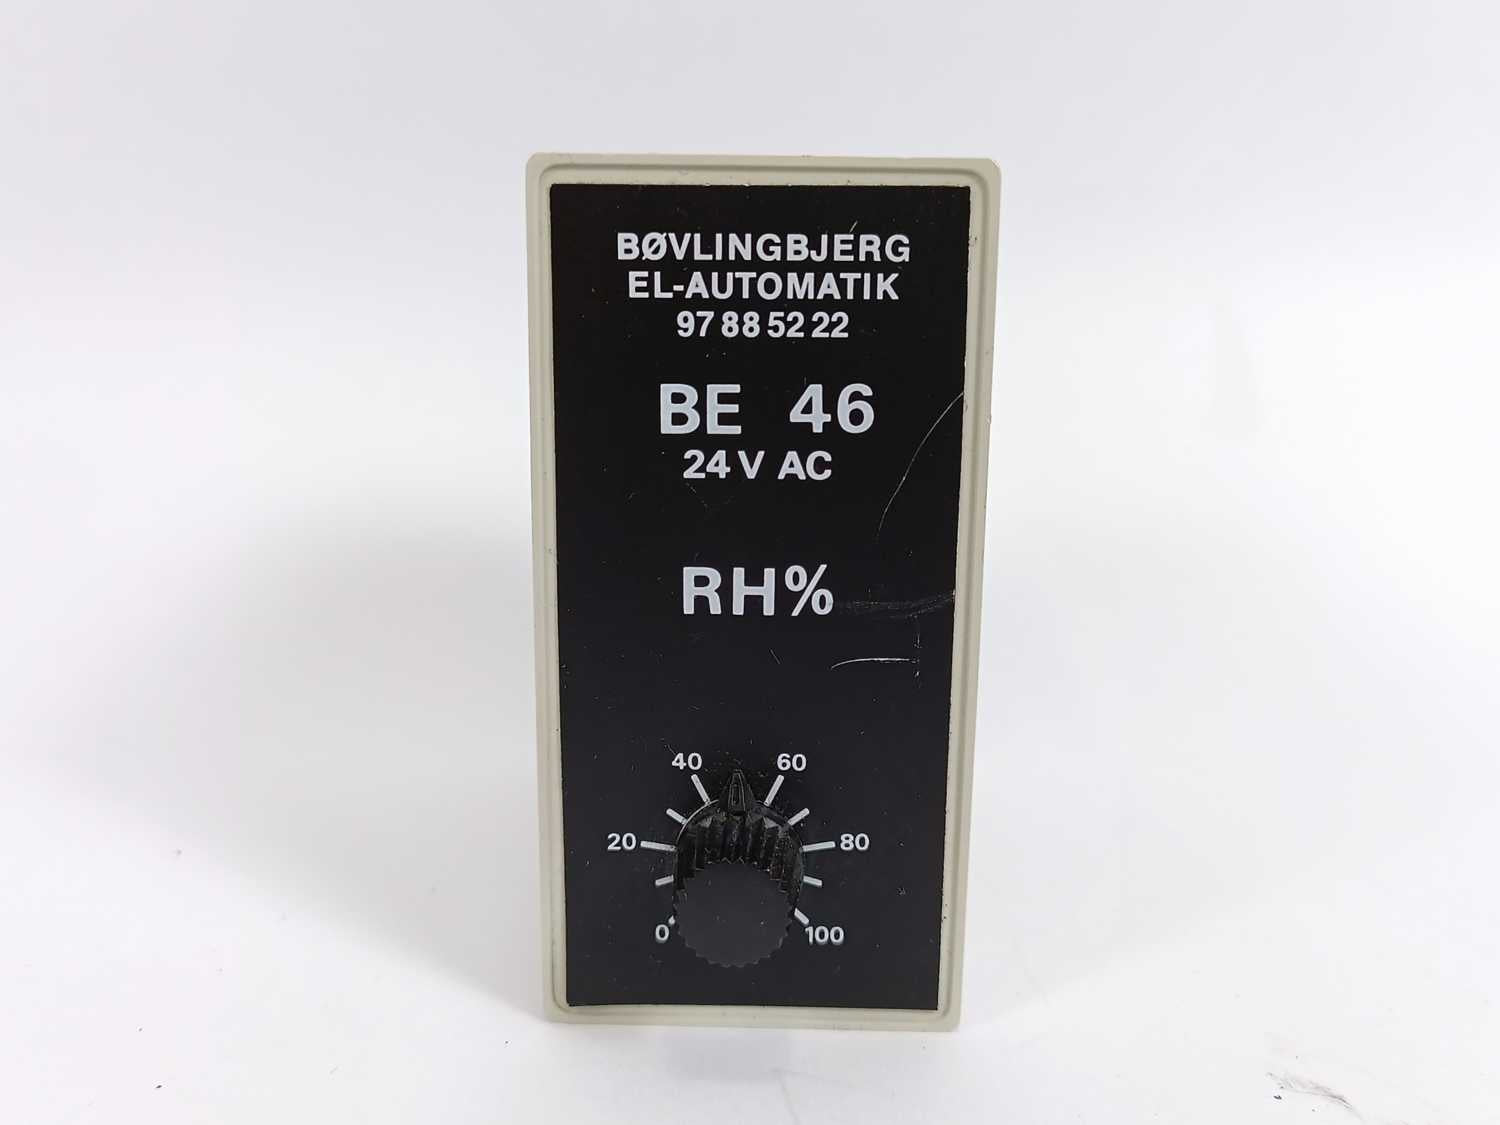 BØVLINGBJERG
EL-AUTOMATIK
97 88 52 22
BE 46
24 V AC
RH%
40 60
20 80
0 100